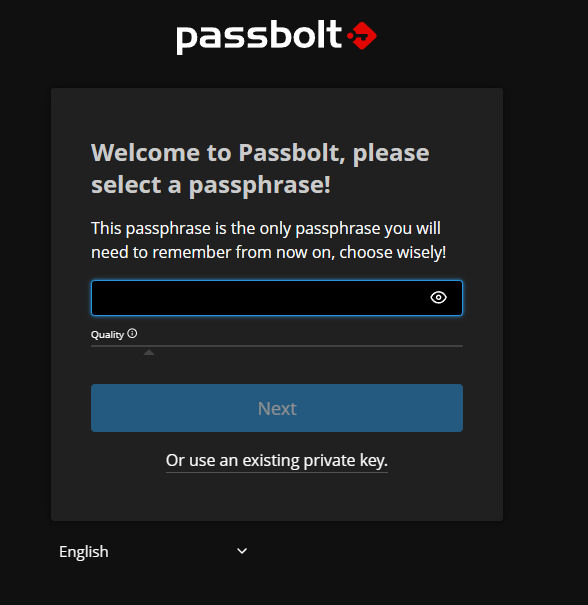 passbolt
Welcome to Passbolt, please
select a passphrase!
This passphrase is the only passphrase you will
need to remember from now on, choose wisely!
Quality
Next
Or use an existing private key.
English